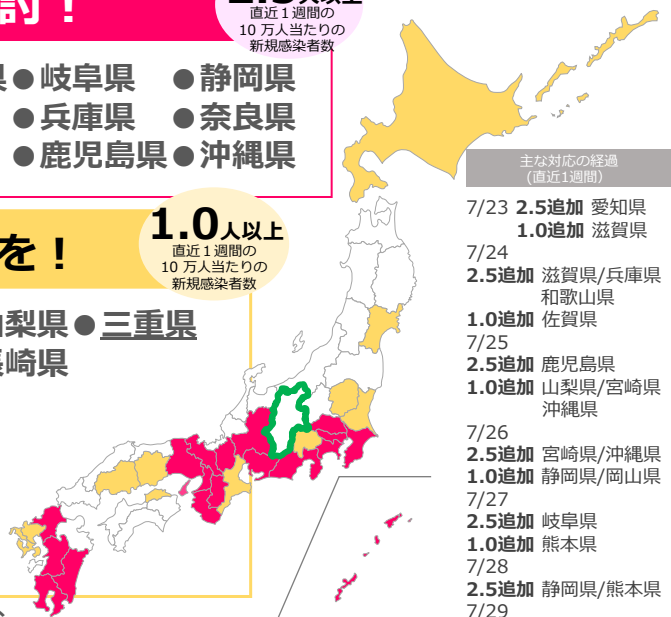 討！
2.5人以上
直近１週間の
10 万人当たりの
新規感染者数
県●岐阜県 ●静岡県
●兵庫県 ●奈良県
●鹿児島県●沖縄県
を！
1.0人以上
直近１週間の
10 万人当たりの
新規感染者数
山梨県●三重県
長崎県
主な対応の経過
(直近1週間）
7/23 2.5追加 愛知県
1.0追加 滋賀県
7/24
2.5追加 滋賀県/兵庫県
和歌山県
1.0追加 佐賀県
7/25
2.5追加 鹿児島県
1.0追加 山梨県/宮崎県
沖縄県
7/26
2.5追加 宮崎県/沖縄県
1.0追加 静岡県/岡山県
7/27
2.5追加 岐阜県
1.0追加 熊本県
7/28
2.5追加 静岡県/熊本県
7/29